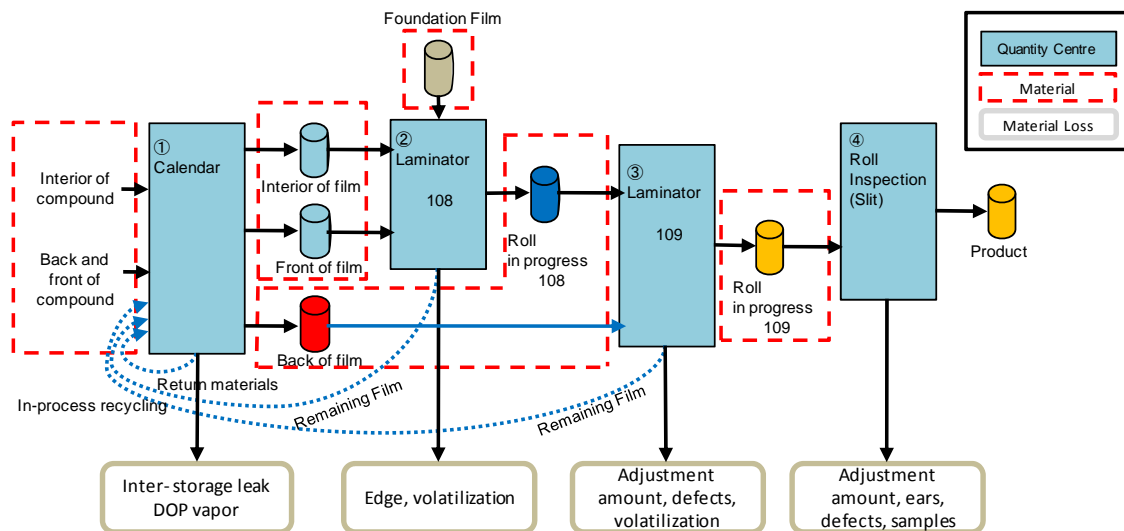 Foundation Film
Quantity Centre
Material
Material Loss
①
Calendar
②
Laminator
108
③
Laminator
109
④
Roll
Inspection
(Slit)
Interior of
compound
Back and
front of
compound
Interior of film
Front of film
Back of film
Roll
in progress
108
Roll
in progress
109
Product
Return materials
In-process recycling
Remaining Film
Remaining Film
Inter-storage leak
DOP vapor
Edge, volatilization
Adjustment
amount, defects,
volatilization
Adjustment
amount, ears,
defects, samples